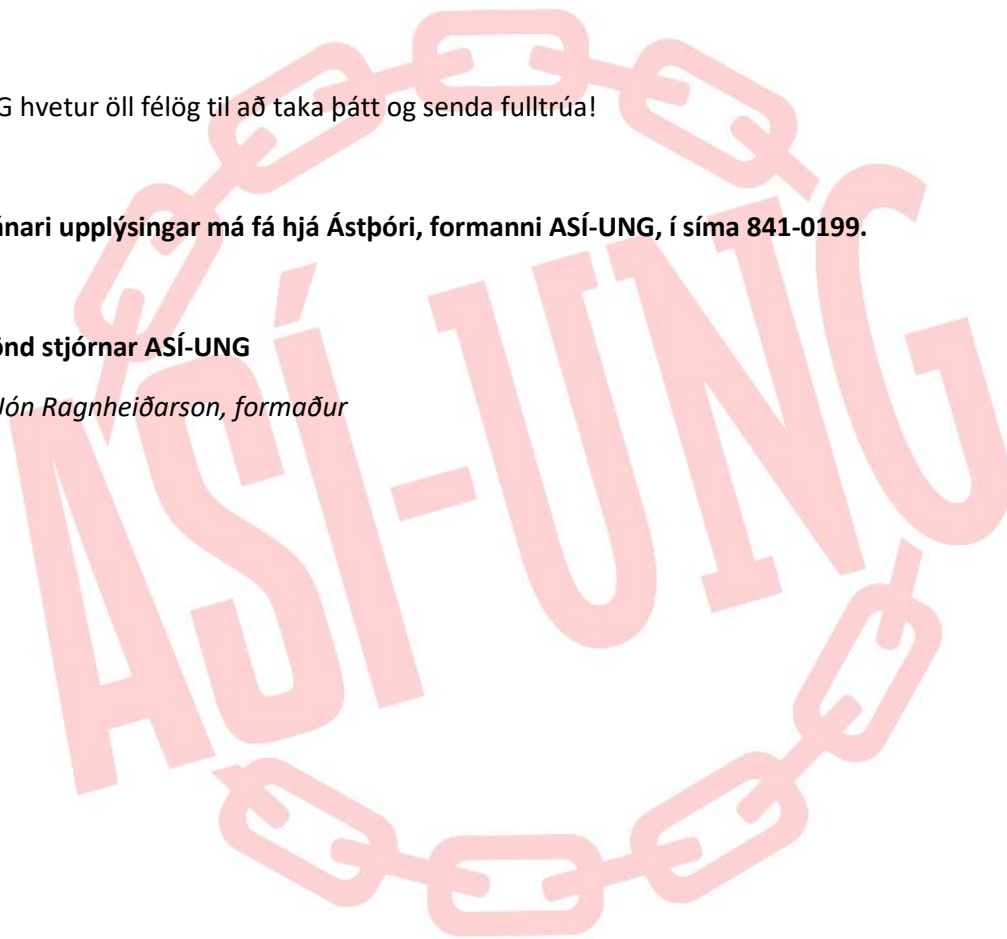 G hvetur öll félög til að taka þátt og senda fulltrúa!
ánari upplýsingar má fá hjá Ástþóri, formanni ASÍ-UNG, í síma 841-0199.
önd stjórnar ASÍ-UNG
Jón Ragnheiðarson, formaður
ASÍ-UNG